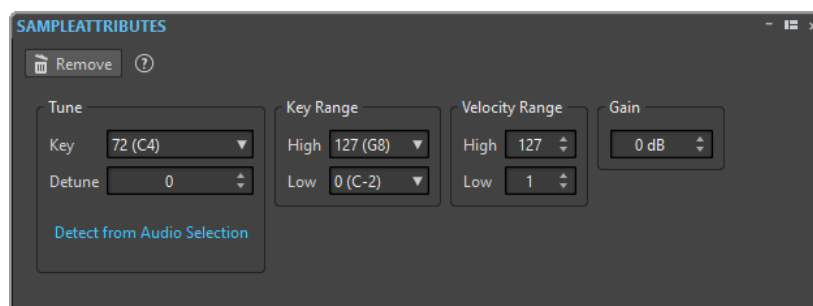 SAMPLEATTRIBUTES
Remove ?
Tune Key Range Velocity Range Gain
Key 72 (C4) High 127 (G8) High 127 0 dB
Detune 0 Low 0 (C-2) Low 1
Detect from Audio Selection